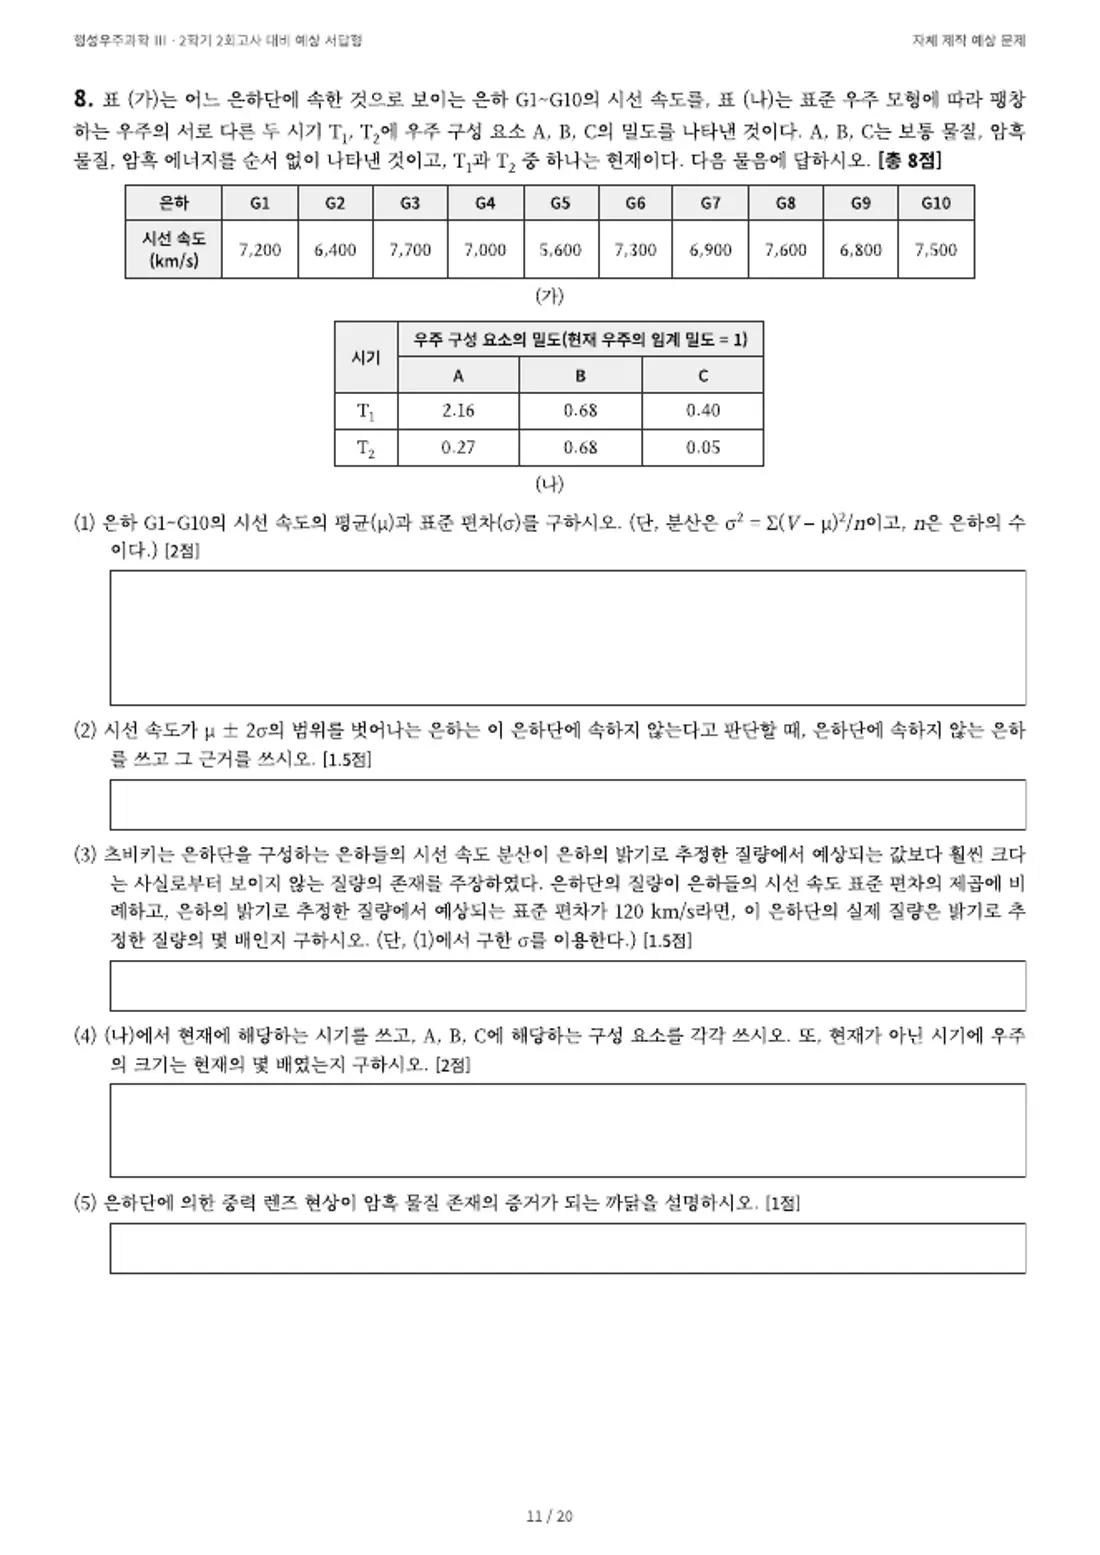 협성우주과학 III · 2학기 2회고사 대비 예상 서답형
자체 제작 예상 문제
8. 표 (가)는 어느 은하단에 속한 것으로 보이는 은하 G1~G10의 시선 속도를, 표 (나)는 표준 우주 모형에 따라 팽창
하는 우주의 서로 다른 두 시기 T₁, T₂에 우주 구성 요소 A, B, C의 밀도를 나타낸 것이다. A, B, C는 보통 물질, 암흑
물질, 암흑 에너지를 순서 없이 나타낸 것이고, T₁과 T₂ 중 하나는 현재이다. 다음 물음에 답하시오. [총 8점]
은하 G1 G2 G3 G4 G5 G6 G7 G8 G9 G10
시선 속도
(km/s) 7,200 6,400 7,700 7,000 5,600 7,300 6,900 7,600 6,800 7,500
(가)
시기 우주 구성 요소의 밀도(현재 우주의 임계 밀도 = 1)
A B C
T₁ 2.16 0.68 0.40
T₂ 0.27 0.68 0.05
(나)
(1) 은하 G1~G10의 시선 속도의 평균(μ)과 표준 편차(σ)를 구하시오. (단, 분산은 σ² = Σ(V − μ)²/n이고, n은 은하의 수
이다.) [2점]
(2) 시선 속도가 μ ± 2σ의 범위를 벗어나는 은하는 이 은하단에 속하지 않는다고 판단할 때, 은하단에 속하지 않는 은하
를 쓰고 그 근거를 쓰시오. [1.5점]
(3) 츠비키는 은하단을 구성하는 은하들의 시선 속도 분산이 은하의 밝기로 추정한 질량에서 예상되는 값보다 훨씬 크다
는 사실로부터 보이지 않는 질량의 존재를 주장하였다. 은하단의 질량이 은하들의 시선 속도 표준 편차의 제곱에 비
례하고, 은하의 밝기로 추정한 질량에서 예상되는 표준 편차가 120 km/s라면, 이 은하단의 실제 질량은 밝기로 추
정한 질량의 몇 배인지 구하시오. (단, (1)에서 구한 σ를 이용한다.) [1.5점]
(4) (나)에서 현재에 해당하는 시기를 쓰고, A, B, C에 해당하는 구성 요소를 각각 쓰시오. 또, 현재가 아닌 시기에 우주
의 크기는 현재의 몇 배였는지 구하시오. [2점]
(5) 은하단에 의한 중력 렌즈 현상이 암흑 물질 존재의 증거가 되는 까닭을 설명하시오. [1점]
11 / 20